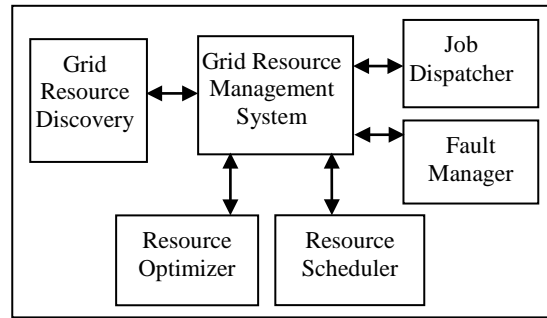 Grid
Resource
Discovery
Grid Resource
Management
System
Job
Dispatcher
Fault
Manager
Resource
Optimizer
Resource
Scheduler